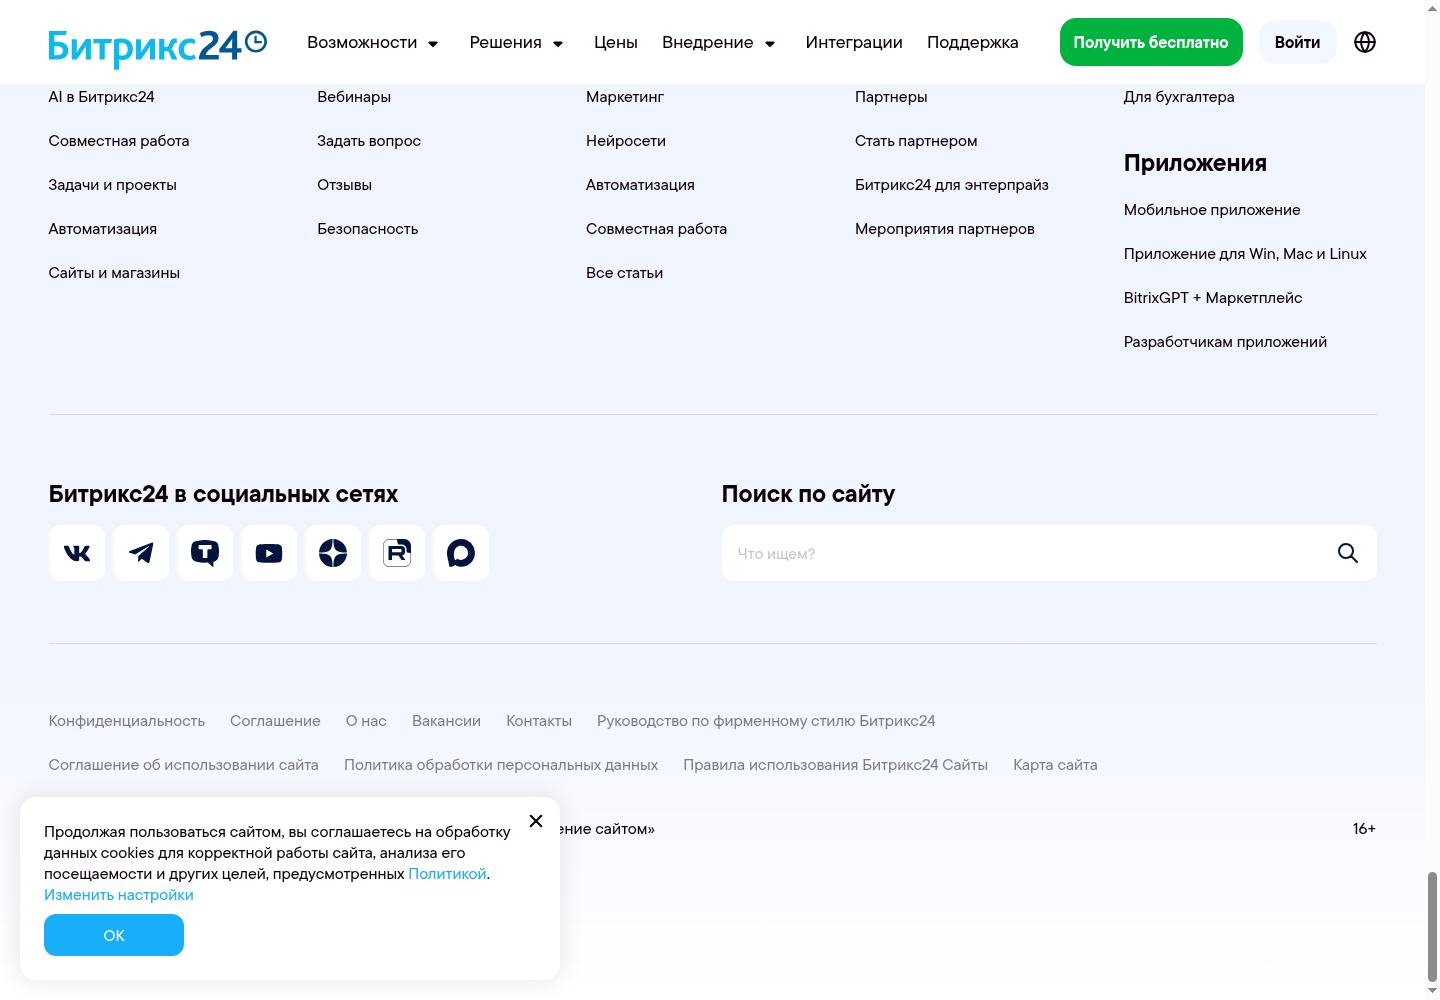 Битрикс24
Возможности
Решения
Цены
Внедрение
Интеграции
Поддержка
Получить бесплатно
Войти
AI в Битрикс24
Совместная работа
Задачи и проекты
Автоматизация
Сайты и магазины
Вебинары
Задать вопрос
Отзывы
Безопасность
Маркетинг
Нейросети
Автоматизация
Совместная работа
Все статьи
Партнеры
Стать партнером
Битрикс24 для энтерпрайз
Мероприятия партнеров
Для бухгалтера
Приложения
Мобильное приложение
Приложение для Win, Mac и Linux
BitrixGPT + Маркетплейс
Разработчикам приложений
Битрикс24 в социальных сетях
Поиск по сайту
Что ищем?
Конфиденциальность Соглашение О нас Вакансии Контакты Руководство по фирменному стилю Битрикс24
Соглашение об использовании сайта Политика обработки персональных данных Правила использования Битрикс24 Сайты Карта сайта
сайтом»
16+
Продолжая пользоваться сайтом, вы соглашаетесь на обработку
данных cookies для корректной работы сайта, анализа его
посещаемости и других целей, предусмотренных Политикой.
Изменить настройки
OK